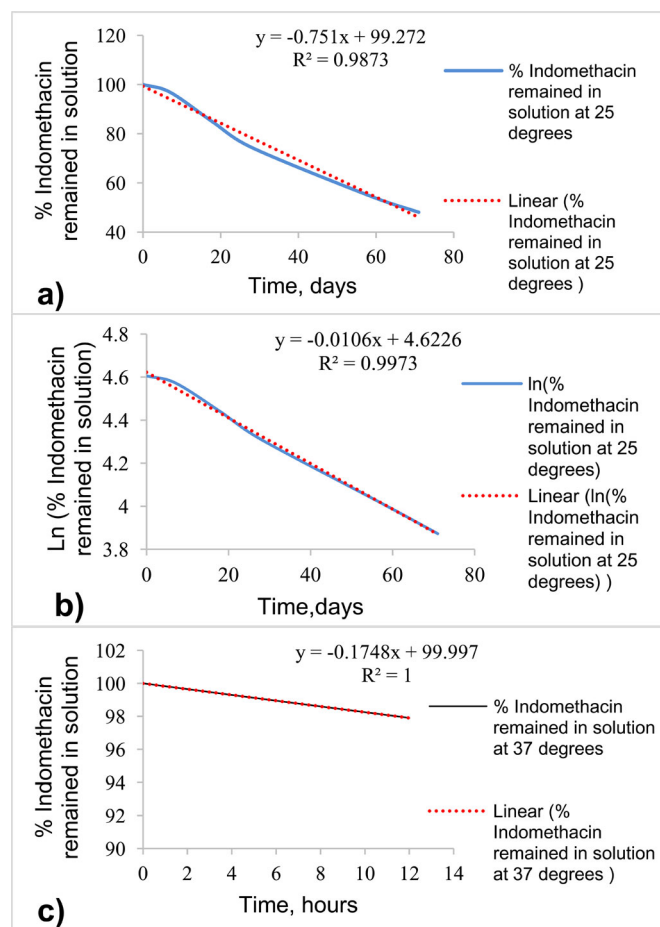 y = -0.751x + 99.272
R² = 0.9873
% Indomethacin
remained in solution
120
100
80
60
40
0
20
40
60
80
Time, days
% Indomethacin
remained in
solution at 25
degrees
Linear (%
Indomethacin
remained in
solution at 25
degrees )
a)
y = -0.0106x + 4.6226
R² = 0.9973
Ln (% Indomethacin
remained in solution)
4.8
4.6
4.4
4.2
4
3.8
0
20
40
60
80
Time,days
ln(%
Indomethacin
remained in
solution at 25
degrees)
Linear (ln(%
Indomethacin
remained in
solution at 25
degrees) )
b)
y = -0.1748x + 99.997
R² = 1
% Indomethacin
remained in solution
102
100
98
96
94
92
90
0
2
4
6
8
10
12
14
Time, hours
% Indomethacin
remained in solution
at 37 degrees
Linear (%
Indomethacin
remained in solution
at 37 degrees )
c)